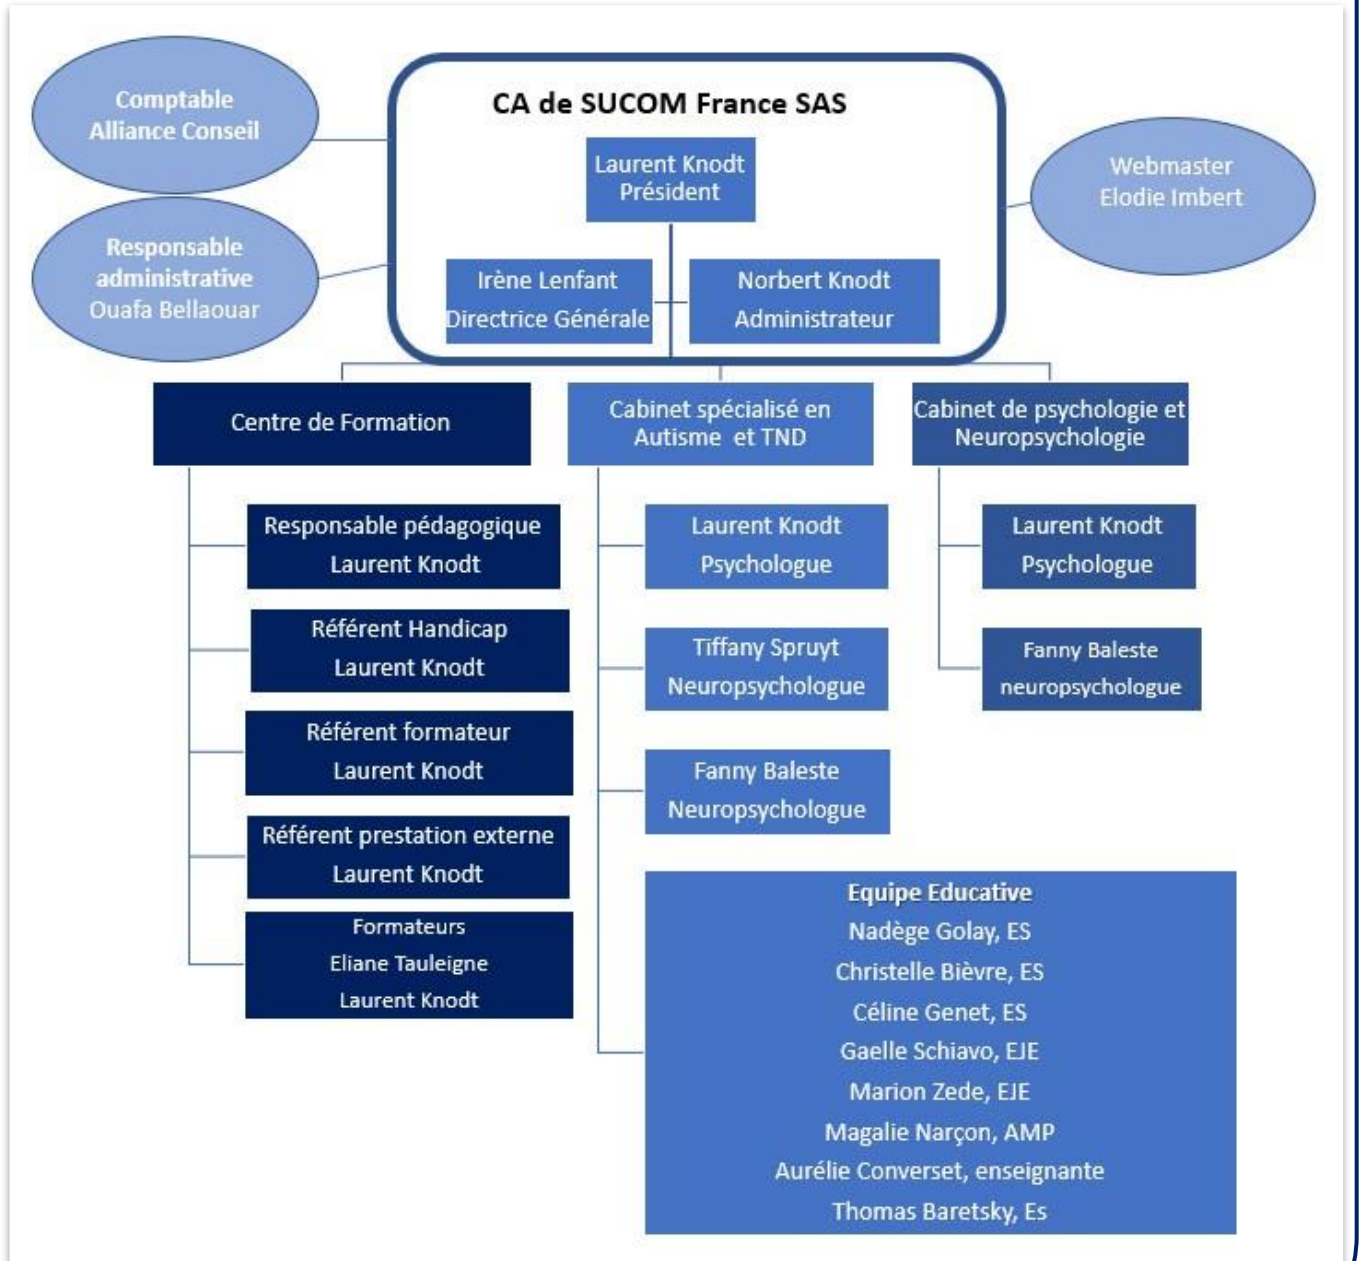 Comptable
Alliance Conseil
Responsable
administrative
Ouafa Bellaouar
CA de SUCOM France SAS
Laurent Knodt
Président
Irène Lenfant
Directrice Générale
Norbert Knodt
Administrateur
Webmaster
Elodie Imbert
Centre de Formation
Responsable pédagogique
Laurent Knodt
Référent Handicap
Laurent Knodt
Référent formateur
Laurent Knodt
Référent prestation externe
Laurent Knodt
Formateurs
Eliane Tauleigne
Laurent Knodt
Cabinet spécialisé en
Autisme et TND
Laurent Knodt
Psychologue
Tiffany Spruyt
Neuropsychologue
Fanny Baleste
Neuropsychologue
Equipe Educative
Nadège Golay, ES
Christelle Bièvre, ES
Céline Genet, ES
Gaelle Schiavo, EJE
Marion Zede, EJE
Magalie Narçon, AMP
Aurélie Converset, enseignante
Thomas Baretsky, Es
Cabinet de psychologie et
Neuropsychologie
Laurent Knodt
Psychologue
Fanny Baleste
neuropsychologue